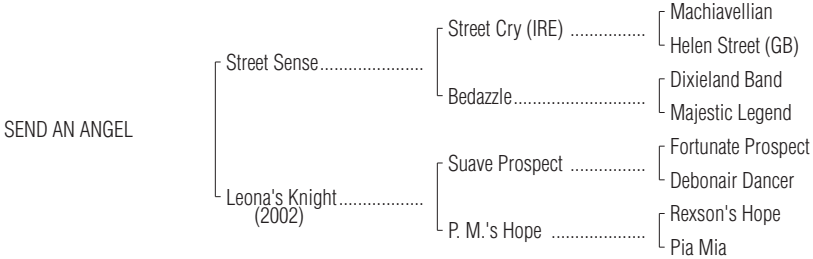 Machiavellian
Street Cry (IRE) ................
Helen Street (GB)
Street Sense......................
Dixieland Band
Bedazzle............................
Majestic Legend
SEND AN ANGEL
Fortunate Prospect
Suave Prospect ................
Debonair Dancer
Leona's Knight..................
(2002)
Rexson's Hope
P. M.'s Hope ....................
Pia Mia